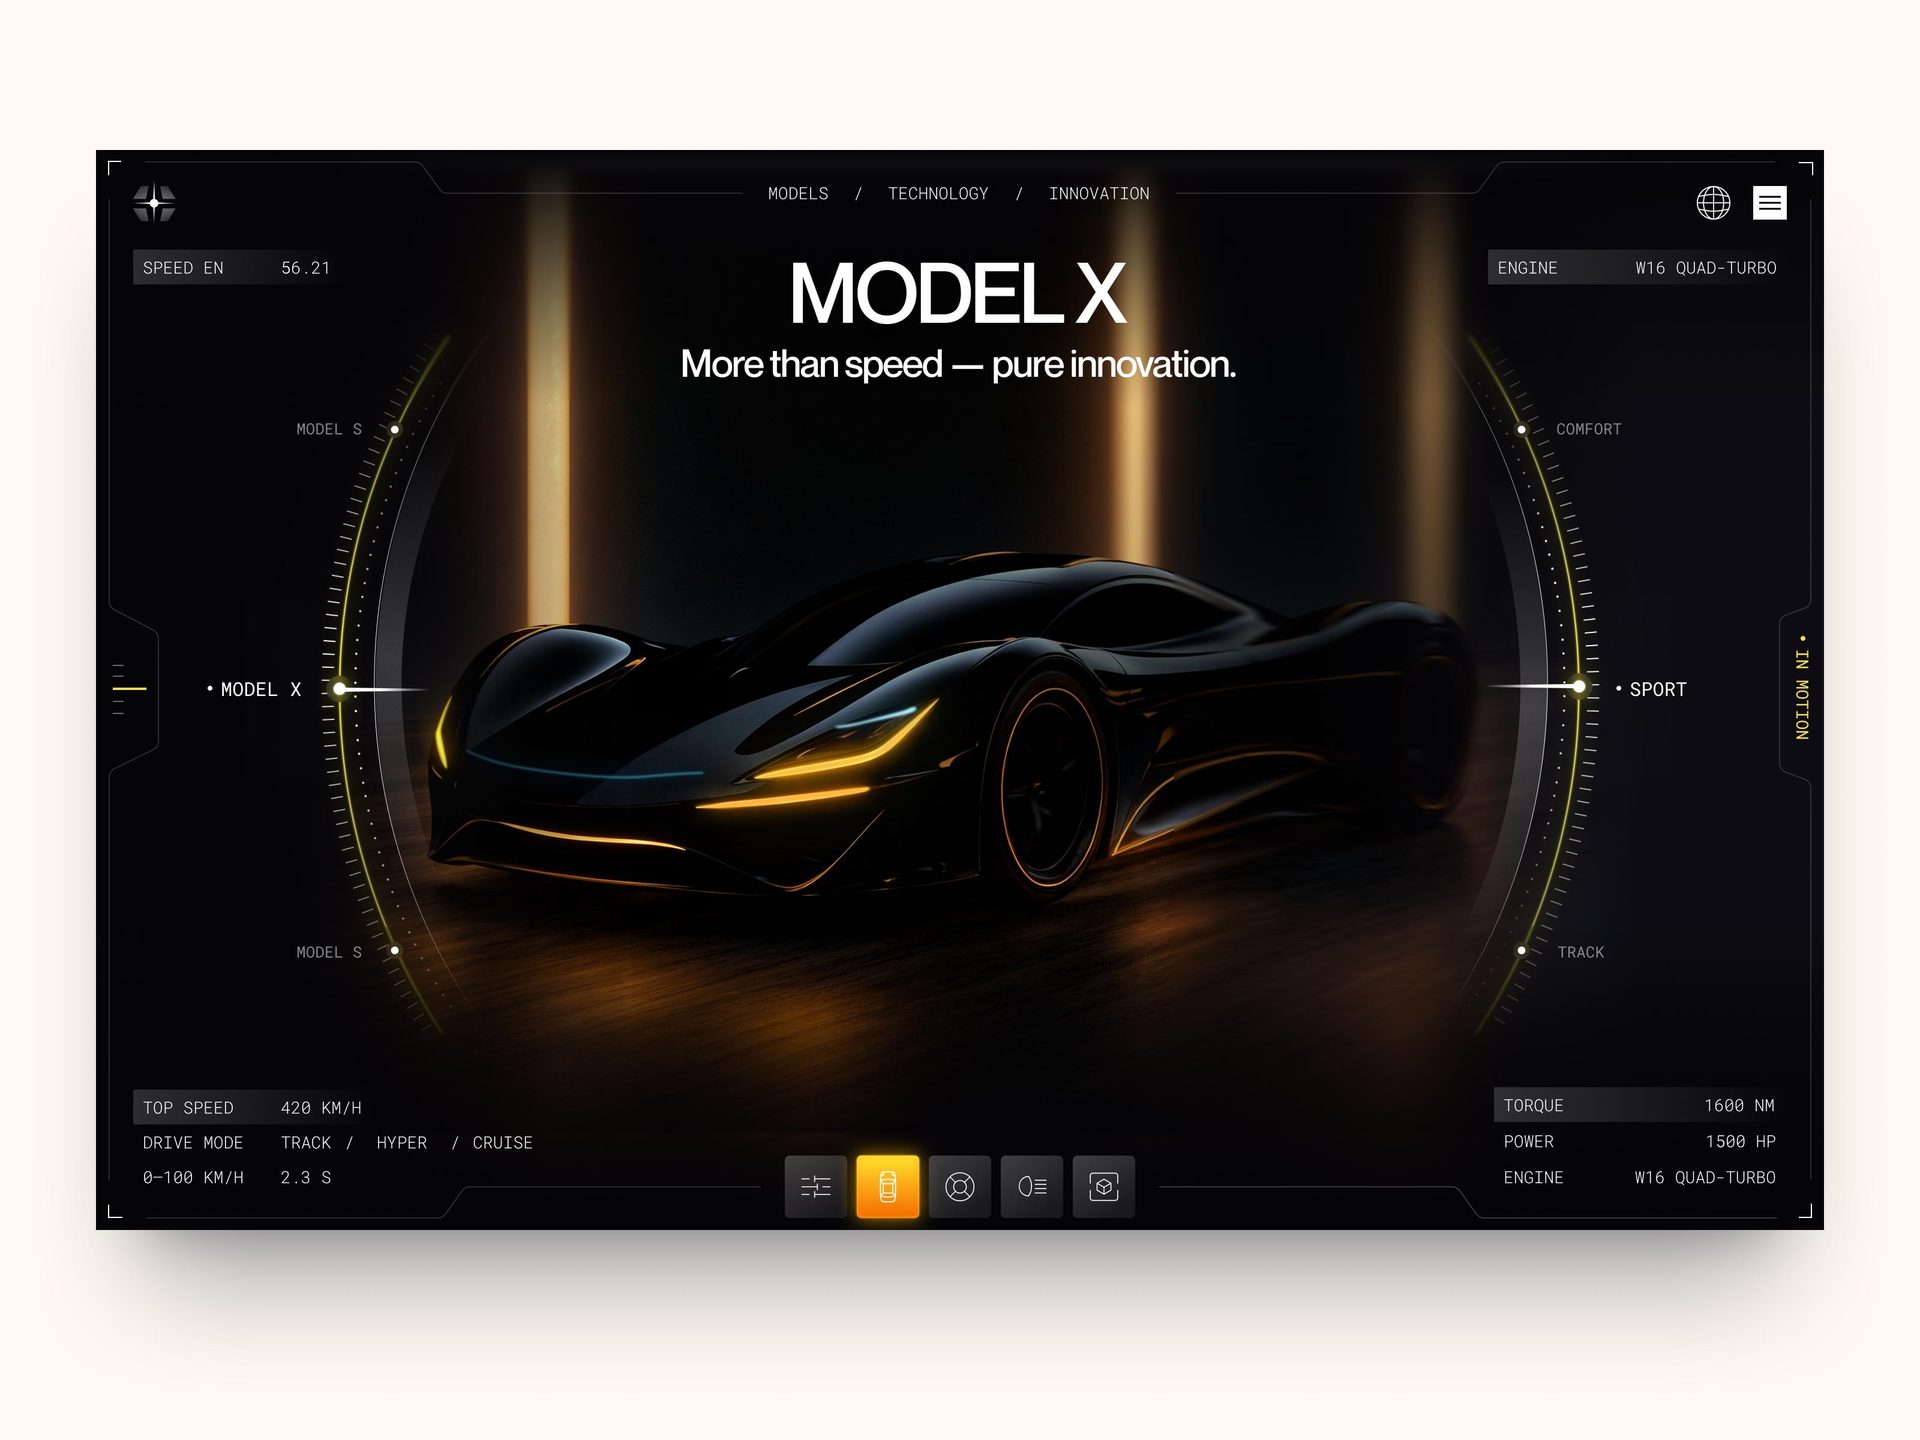 MODELS / TECHNOLOGY / INNOVATION
SPEED EN 56.21
ENGINE W16 QUAD-TURBO
MODEL X
More than speed — pure innovation.
MODEL S
COMFORT
• MODEL X
• SPORT
• IN MOTION
MODEL S
TRACK
TOP SPEED 420 KM/H
DRIVE MODE TRACK / HYPER / CRUISE
0–100 KM/H 2.3 S
TORQUE 1600 NM
POWER 1500 HP
ENGINE W16 QUAD-TURBO